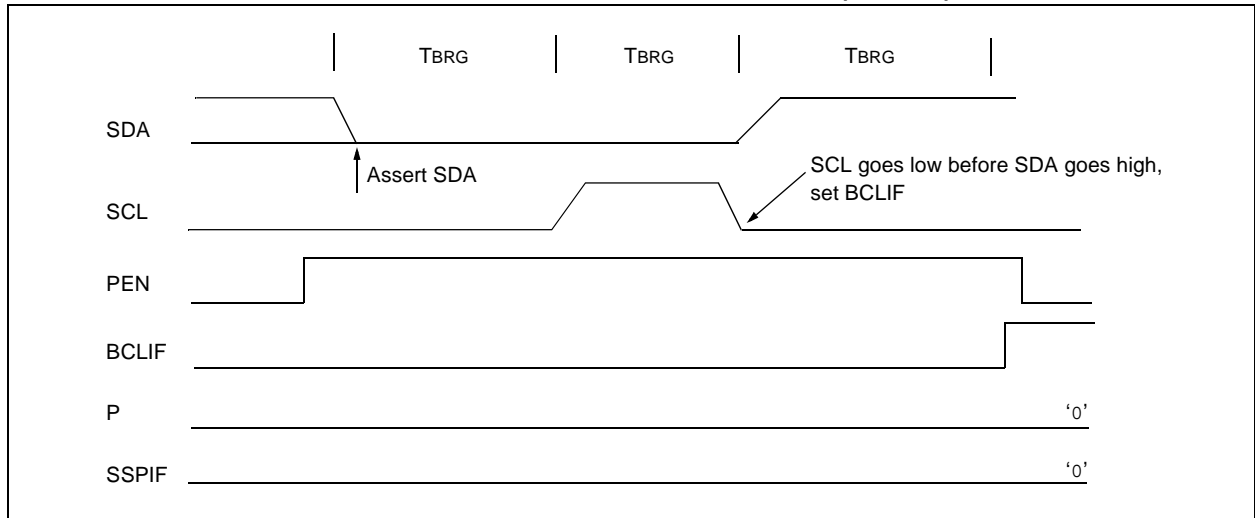 TBRG TBRG TBRG
SDA
Assert SDA
SCL goes low before SDA goes high,
set BCLIF
SCL
PEN
BCLIF
P
‘0’
SSPIF
‘0’